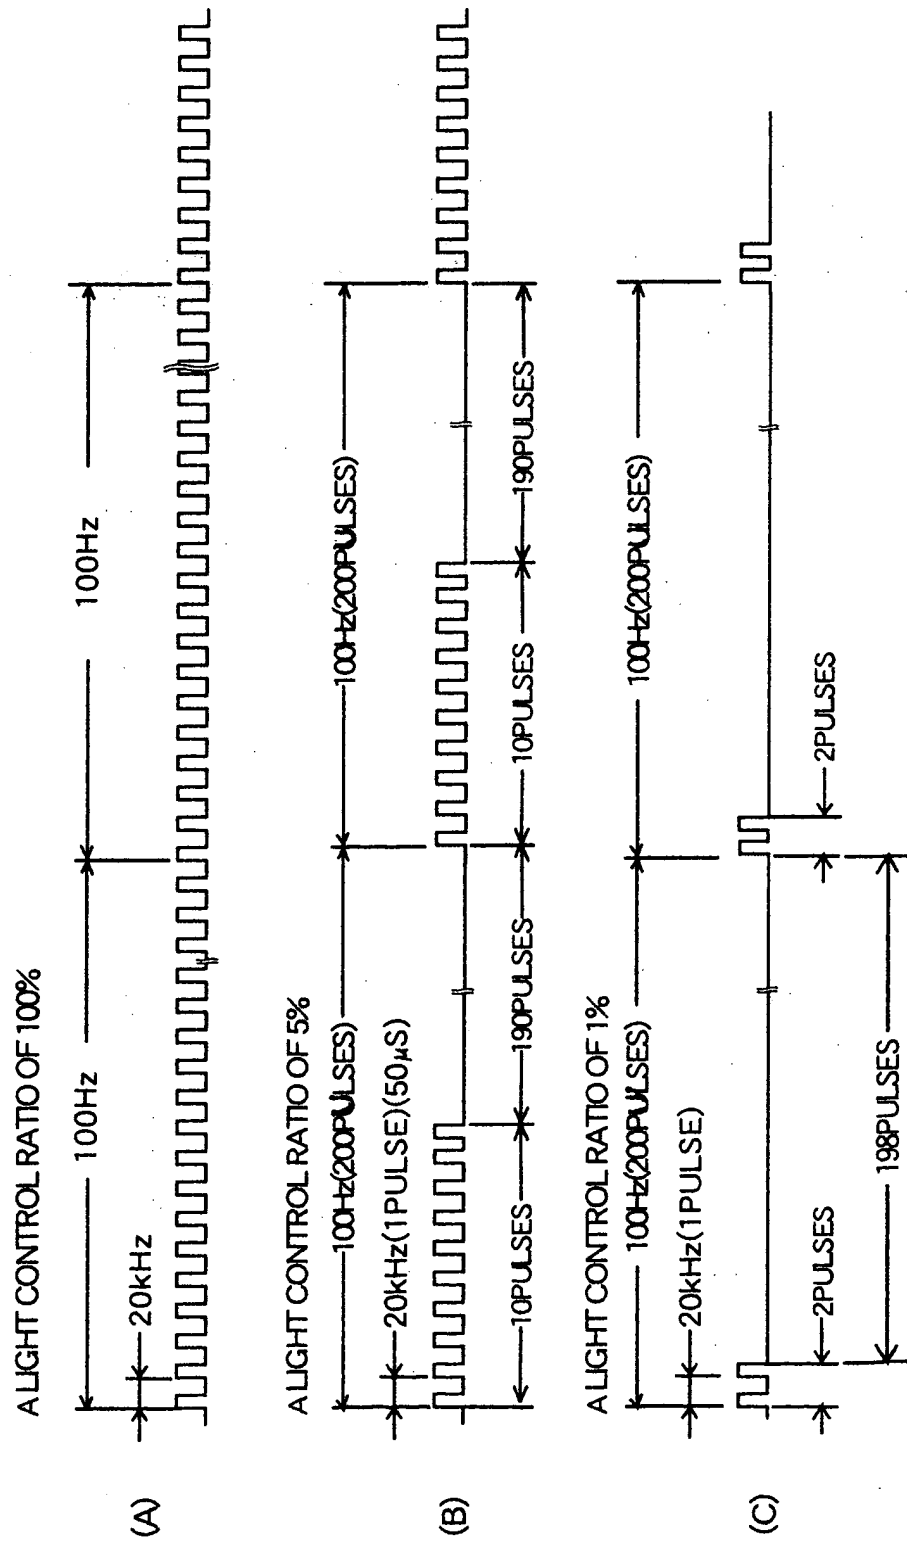 (A)
A LIGHT CONTROL RATIO OF 100%
100Hz
100Hz
20kHz
(B)
A LIGHT CONTROL RATIO OF 5%
100Hz(200PULSES)
100Hz(200PULSES)
20kHz(1PULSE)(50μS)
10PULSES
190PULSES
10PULSES
190PULSES
(C)
A LIGHT CONTROL RATIO OF 1%
100Hz(200PULSES)
100Hz(200PULSES)
20kHz(1PULSE)
2PULSES
2PULSES
198PULSES